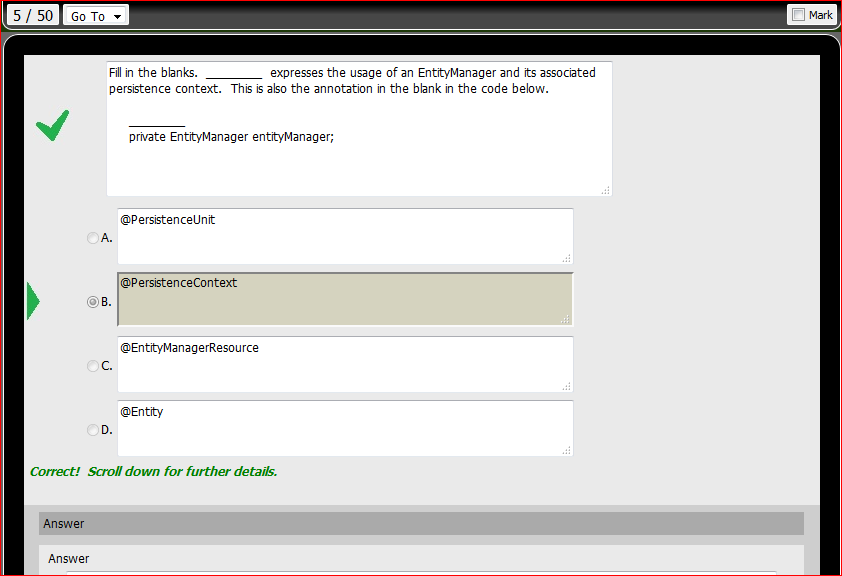 5 / 50 Go To Mark
Fill in the blanks. _________ expresses the usage of an EntityManager and its associated
persistence context. This is also the annotation in the blank in the code below.
_________
private EntityManager entityManager;
A. @PersistenceUnit
B. @PersistenceContext
C. @EntityManagerResource
D. @Entity
Correct! Scroll down for further details.
Answer
Answer